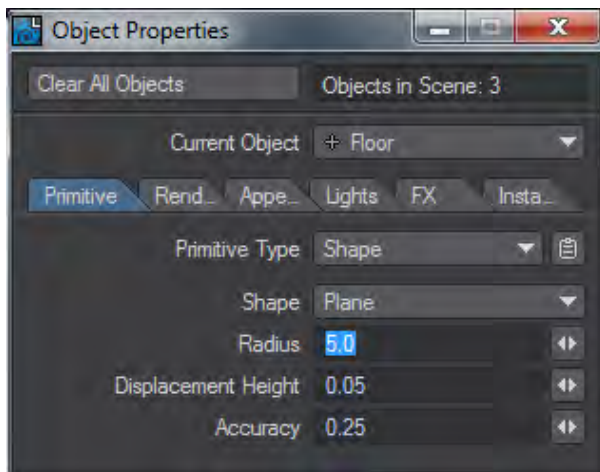 Object Properties
Clear All Objects Objects in Scene: 3
Current Object + Floor
Primitive Rend... Appe... Lights FX Insta...
Primitive Type Shape
Shape Plane
Radius 5.0
Displacement Height 0.05
Accuracy 0.25